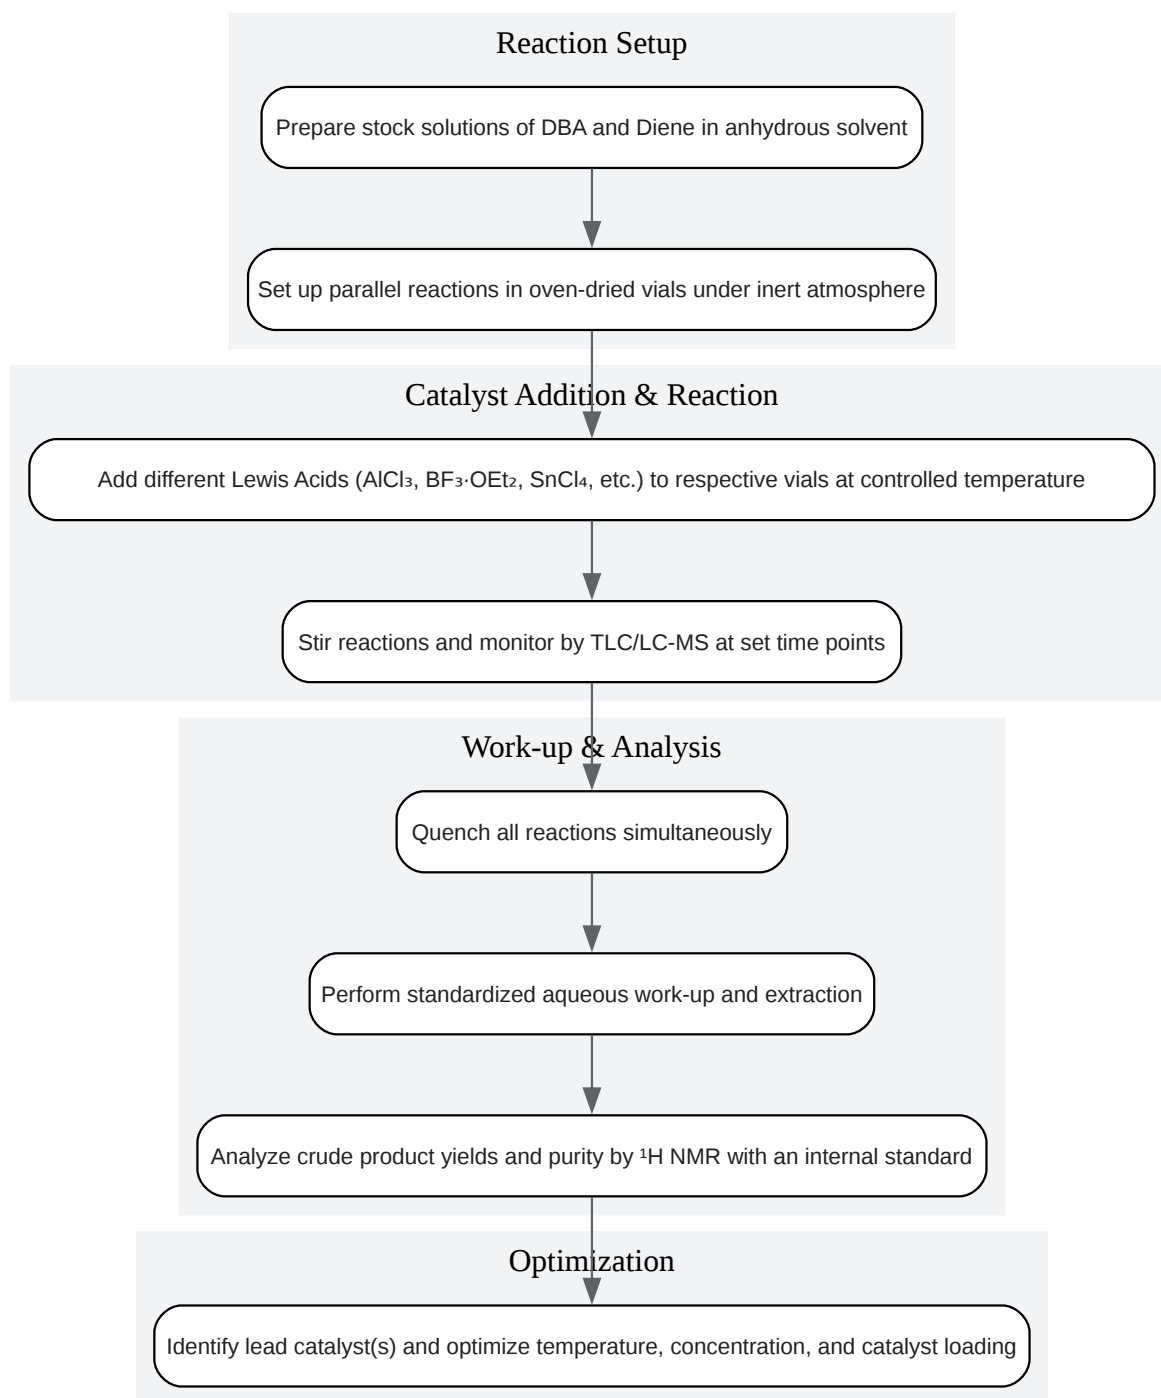 Reaction Setup
Prepare stock solutions of DBA and Diene in anhydrous solvent
Set up parallel reactions in oven-dried vials under inert atmosphere
Catalyst Addition & Reaction
Add different Lewis Acids (AlCl₃, BF₃·OEt₂, SnCl₄, etc.) to respective vials at controlled temperature
Stir reactions and monitor by TLC/LC-MS at set time points
Work-up & Analysis
Quench all reactions simultaneously
Perform standardized aqueous work-up and extraction
Analyze crude product yields and purity by ¹H NMR with an internal standard
Optimization
Identify lead catalyst(s) and optimize temperature, concentration, and catalyst loading